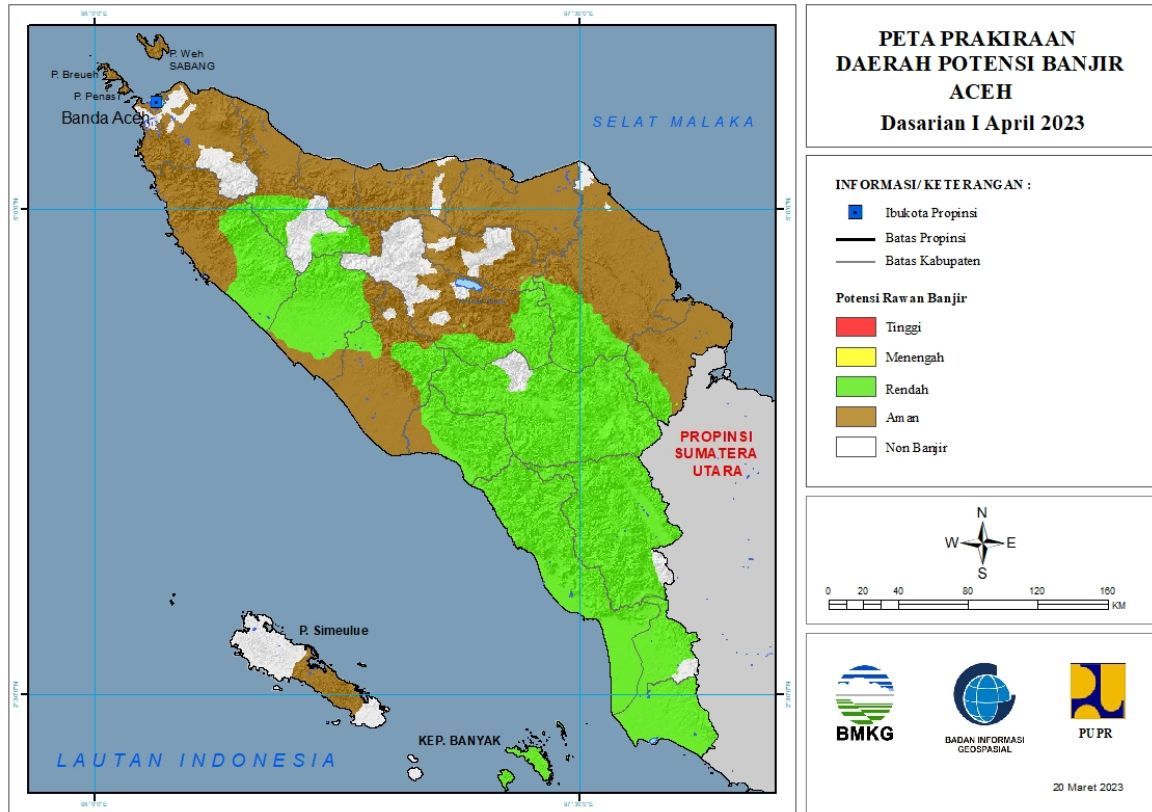 P. Weh
SABANG
P. Breueh
P. Penasi
Banda Aceh
SELAT MALAKA
PROPINSI
SUMATERA
UTARA
P. Simeulue
KEP. BANYAK
LAUTAN INDONESIA
PETA PRAKIRAAN
DAERAH POTENSI BANJIR
ACEH
Dasarian I April 2023
INFORMASI/ KETERANGAN :
Ibukota Propinsi
Batas Propinsi
Batas Kabupaten
Potensi Rawan Banjir
Tinggi
Menengah
Rendah
Aman
Non Banjir
N
W E
S
0 20 40 80 120 160
KM
BMKG
BADAN INFORMASI
GEOSPASIAL
PUPR
20 Maret 2023